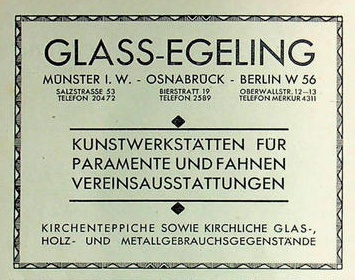 GLASS-EGELING
MÜNSTER I. W. - OSNABRÜCK - BERLIN W 56
SALZSTRASSE 53 BIERSTRATT 19 OBERWALLSTR. 12-13
TELEFON 20472 TELEFON 2589 TELEFON MERKUR 4311
KUNSTWERKSTÄTTEN FÜR
PARAMENTE UND FAHNEN
VEREINSAUSSTATTUNGEN
KIRCHENTEPPICHE SOWIE KIRCHLICHE GLAS-,
HOLZ- UND METALLGEBRAUCHSGEGENSTÄNDE